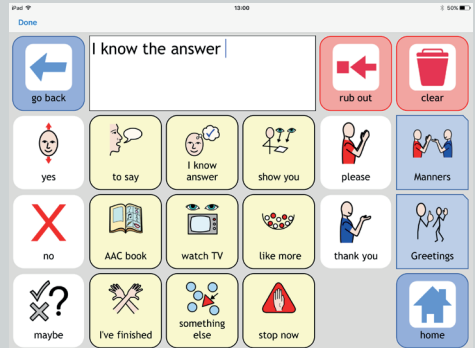 iPad 13:00 50%
Done
I know the answer
go back
rub out
clear
yes
to say
I know
answer
show you
please
Manners
no
AAC book
watch TV
like more
thank you
Greetings
maybe
I've finished
something
else
stop now
home